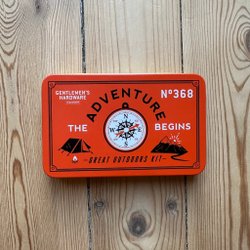 GENTLEMEN'S
HARDWARE
Nº368
ADVENTURE
THE
BEGINS
N
E
S
W
GREAT OUTDOORS KIT